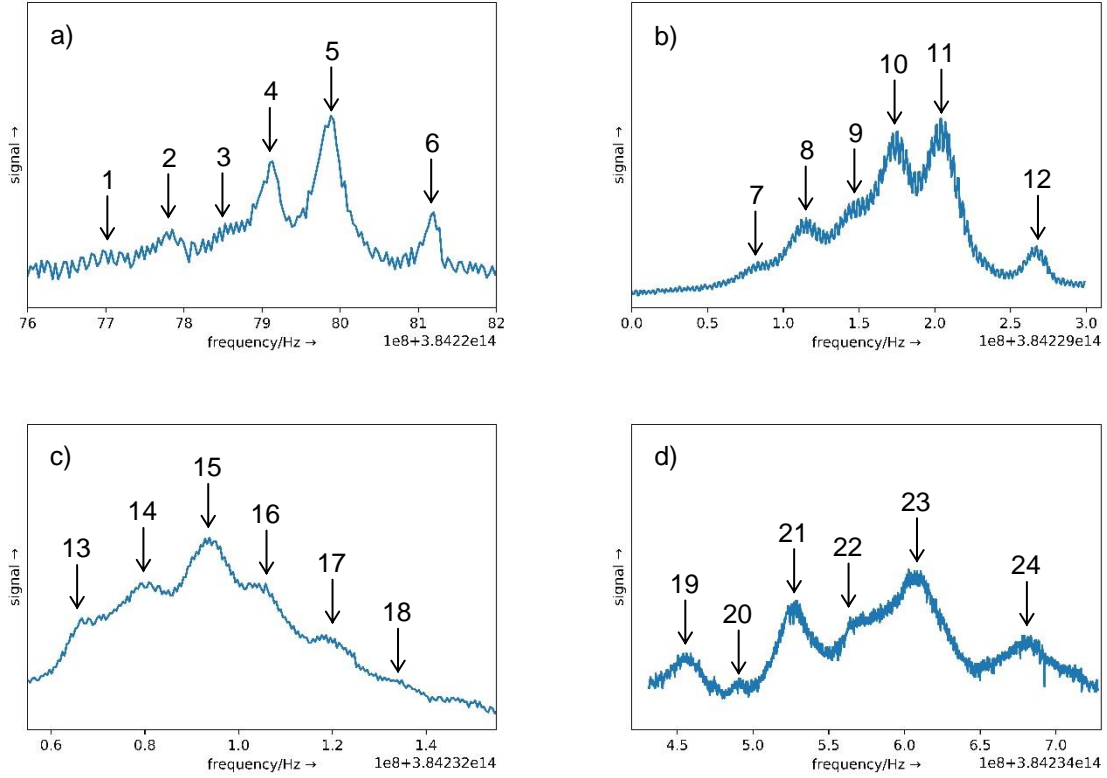 a)
1
2
3
4
5
6
signal →
76 77 78 79 80 81 82
frequency/Hz →
1e8+3.8422e14
b)
7
8
9
10
11
12
signal →
0.0 0.5 1.0 1.5 2.0 2.5 3.0
frequency/Hz →
1e8+3.84229e14
c)
13
14
15
16
17
18
signal →
0.6 0.8 1.0 1.2 1.4
frequency/Hz →
1e8+3.84232e14
d)
19
20
21
22
23
24
signal →
4.5 5.0 5.5 6.0 6.5 7.0
frequency/Hz →
1e8+3.84234e14